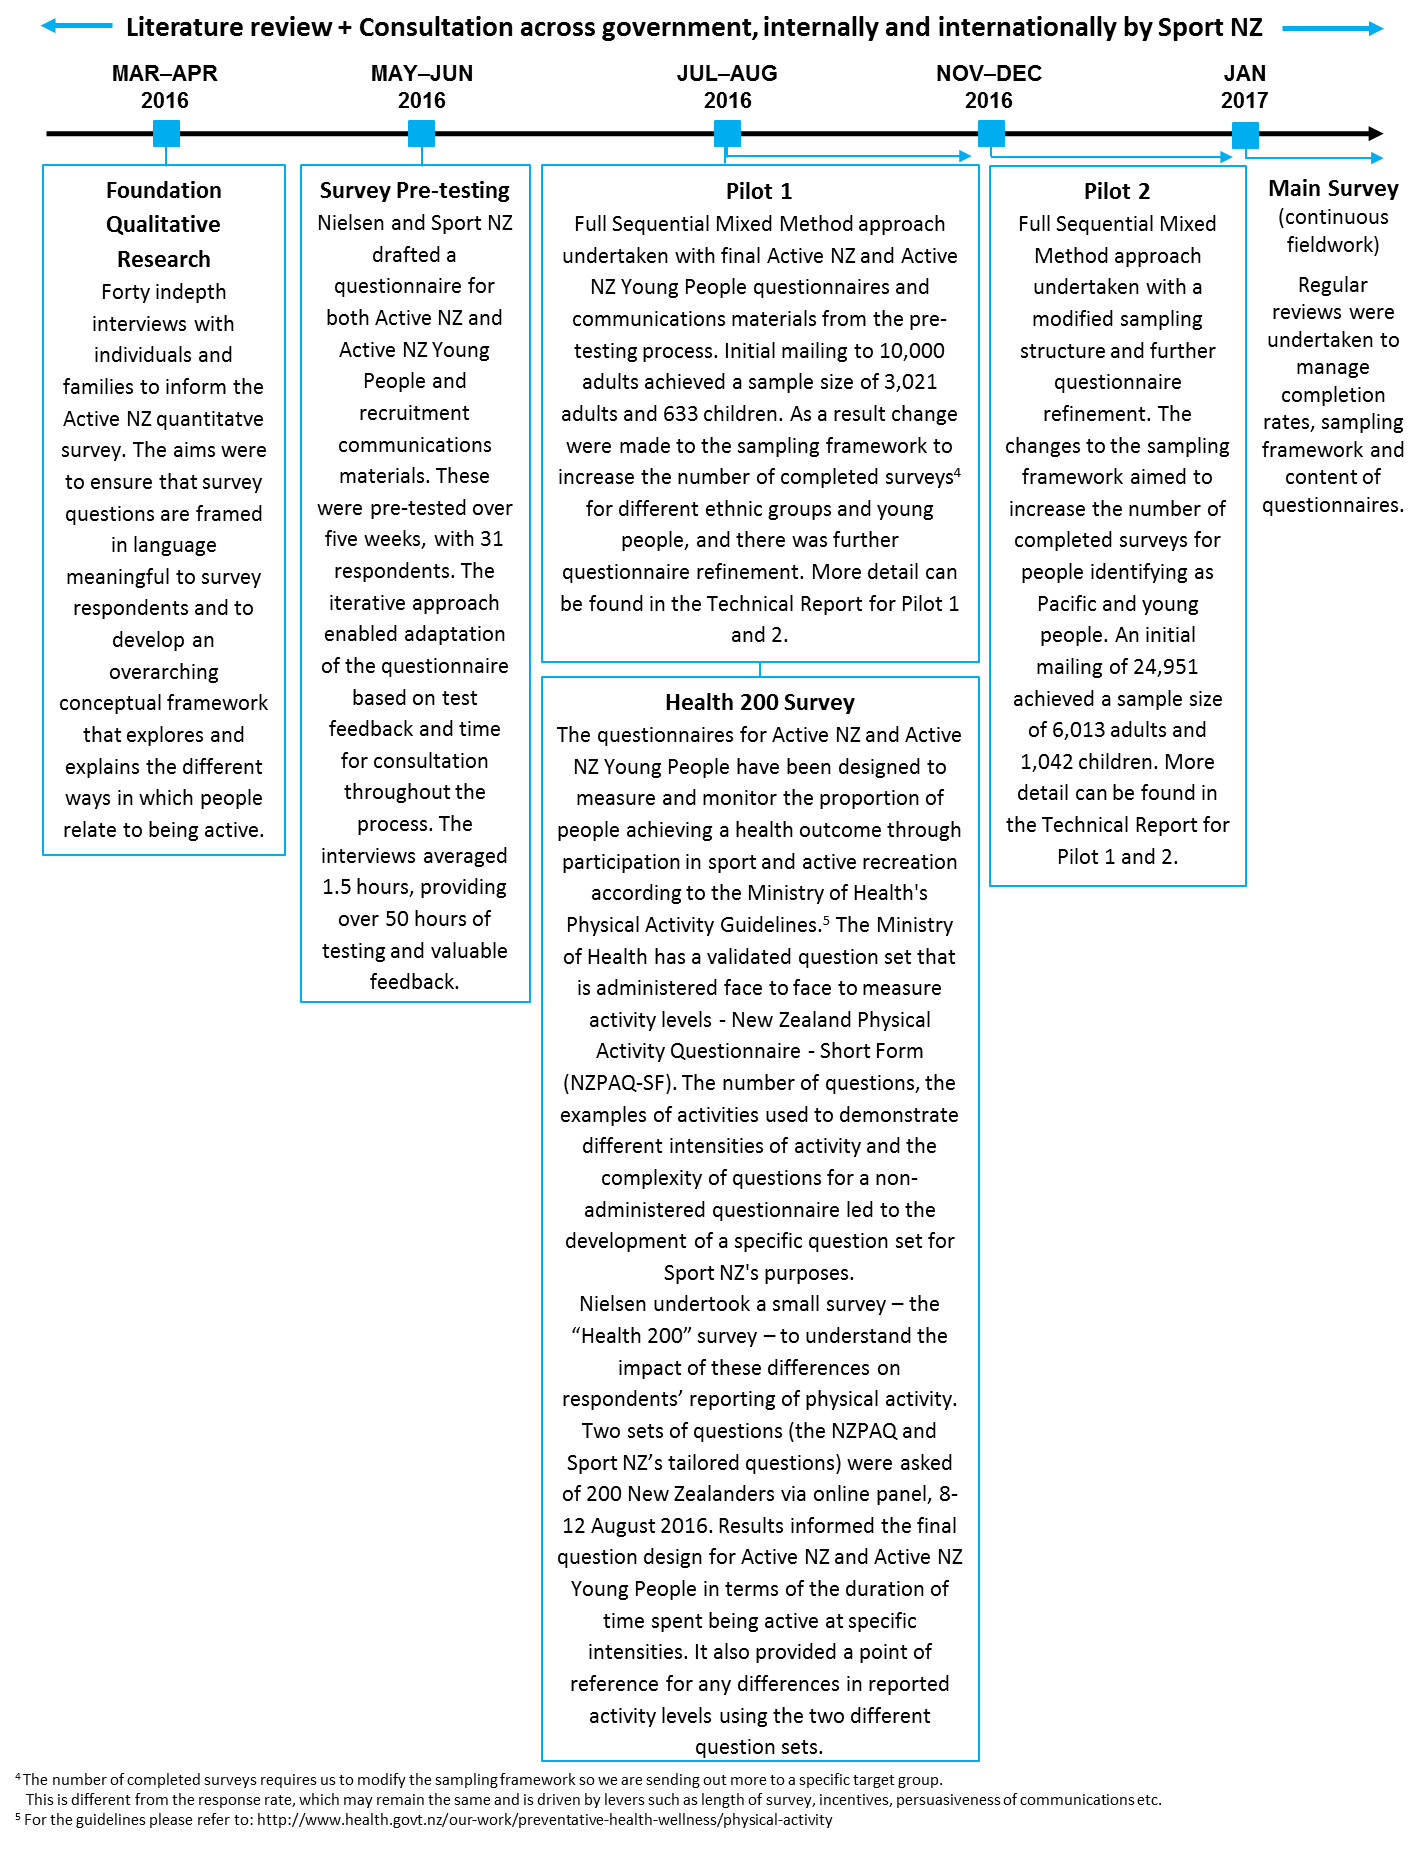 Literature review + Consultation across government, internally and internationally by Sport NZ
MAR–APR
2016
MAY–JUN
2016
JUL–AUG
2016
NOV–DEC
2016
JAN
2017
Foundation
Qualitative
Research
Forty indepth
interviews with
individuals and
families to inform the
Active NZ quantitatve
survey. The aims were
to ensure that survey
questions are framed
in language
meaningful to survey
respondents and to
develop an
overarching
conceptual framework
that explores and
explains the different
ways in which people
relate to being active.
Survey Pre-testing
Nielsen and Sport NZ
drafted a
questionnaire for
both Active NZ and
Active NZ Young
People and
recruitment
communications
materials. These
were pre-tested over
five weeks, with 31
respondents. The
iterative approach
enabled adaptation
of the questionnaire
based on test
feedback and time
for consultation
throughout the
process. The
interviews averaged
1.5 hours, providing
over 50 hours of
testing and valuable
feedback.
Pilot 1
Full Sequential Mixed Method approach
undertaken with final Active NZ and Active
NZ Young People questionnaires and
communications materials from the pre-
testing process. Initial mailing to 10,000
adults achieved a sample size of 3,021
adults and 633 children. As a result change
were made to the sampling framework to
increase the number of completed surveys⁴
for different ethnic groups and young
people, and there was further
questionnaire refinement. More detail can
be found in the Technical Report for Pilot 1
and 2.
Health 200 Survey
The questionnaires for Active NZ and Active
NZ Young People have been designed to
measure and monitor the proportion of
people achieving a health outcome through
participation in sport and active recreation
according to the Ministry of Health's
Physical Activity Guidelines.⁵ The Ministry
of Health has a validated question set that
is administered face to face to measure
activity levels - New Zealand Physical
Activity Questionnaire - Short Form
(NZPAQ-SF). The number of questions, the
examples of activities used to demonstrate
different intensities of activity and the
complexity of questions for a non-
administered questionnaire led to the
development of a specific question set for
Sport NZ's purposes.
Nielsen undertook a small survey – the
“Health 200” survey – to understand the
impact of these differences on
respondents’ reporting of physical activity.
Two sets of questions (the NZPAQ and
Sport NZ’s tailored questions) were asked
of 200 New Zealanders via online panel, 8-
12 August 2016. Results informed the final
question design for Active NZ and Active NZ
Young People in terms of the duration of
time spent being active at specific
intensities. It also provided a point of
reference for any differences in reported
activity levels using the two different
question sets.
Pilot 2
Full Sequential Mixed
Method approach
undertaken with a
modified sampling
structure and further
questionnaire
refinement. The
changes to the sampling
framework aimed to
increase the number of
completed surveys for
people identifying as
Pacific and young
people. An initial
mailing of 24,951
achieved a sample size
of 6,013 adults and
1,042 children. More
detail can be found in
the Technical Report for
Pilot 1 and 2.
Main Survey
(continuous
fieldwork)
Regular
reviews were
undertaken to
manage
completion
rates, sampling
framework and
content of
questionnaires.
⁴ The number of completed surveys requires us to modify the sampling framework so we are sending out more to a specific target group.
This is different from the response rate, which may remain the same and is driven by levers such as length of survey, incentives, persuasiveness of communications etc.
⁵ For the guidelines please refer to: http://www.health.govt.nz/our-work/preventative-health-wellness/physical-activity